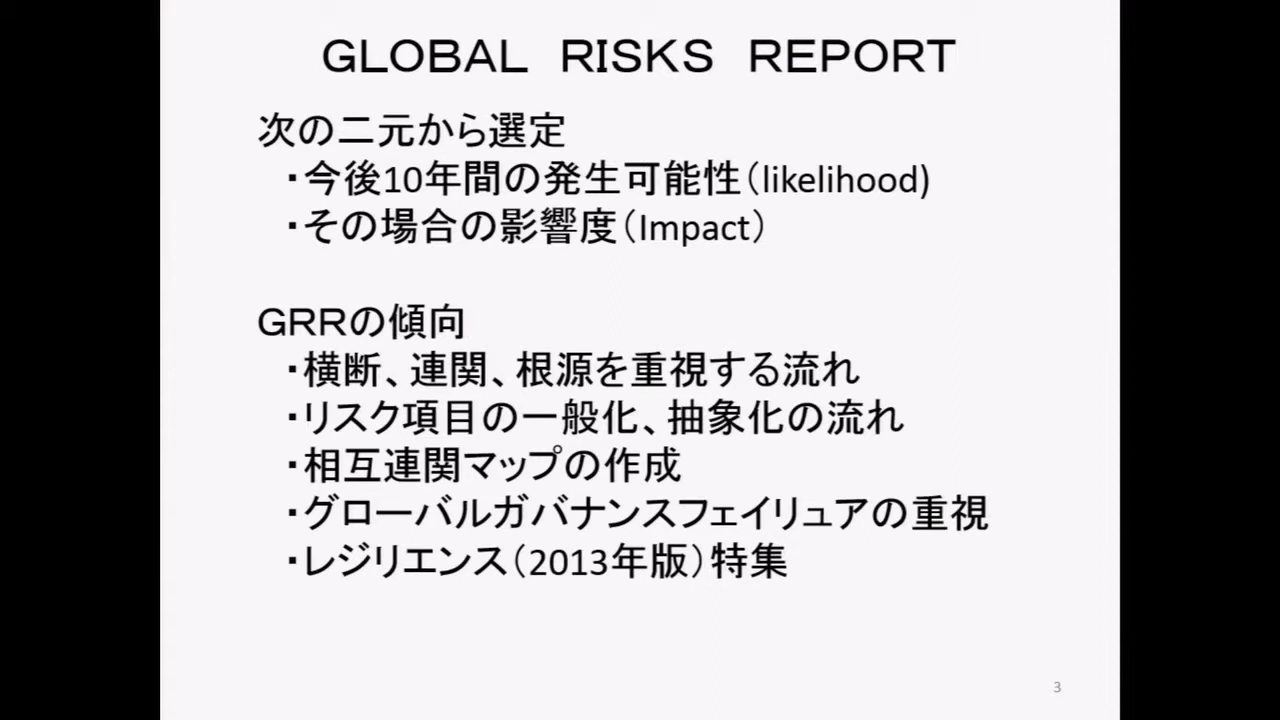 ＧＬＯＢＡＬ　ＲＩＳＫＳ　ＲＥＰＯＲＴ
次の二元から選定
・今後10年間の発生可能性（likelihood)
・その場合の影響度（Impact）
ＧＲＲの傾向
・横断、連関、根源を重視する流れ
・リスク項目の一般化、抽象化の流れ
・相互連関マップの作成
・グローバルガバナンスフェイリュアの重視
・レジリエンス（2013年版）特集
3